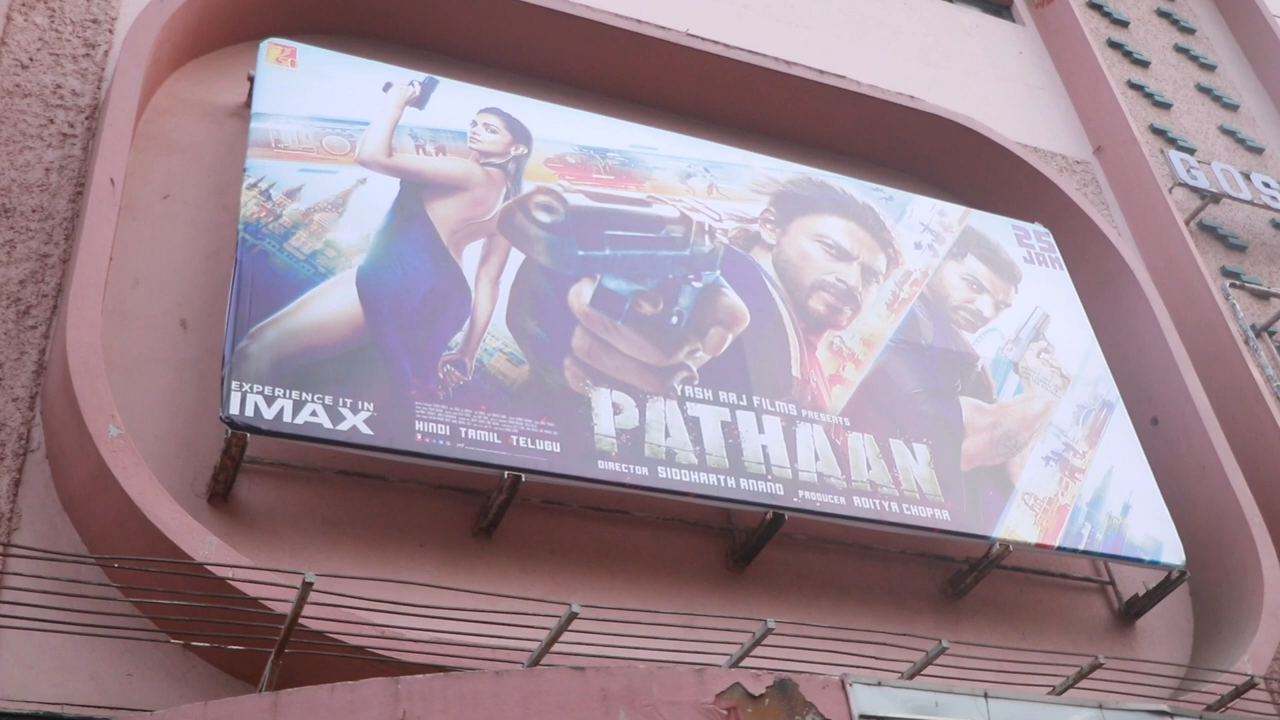 GOS
25
JAN
EXPERIENCE IT IN
IMAX
HINDI TAMIL TELUGU
YASH RAJ FILMS PRESENTS
PATHAAN
DIRECTOR SIDDHARTH ANAND PRODUCER ADITYA CHOPRA